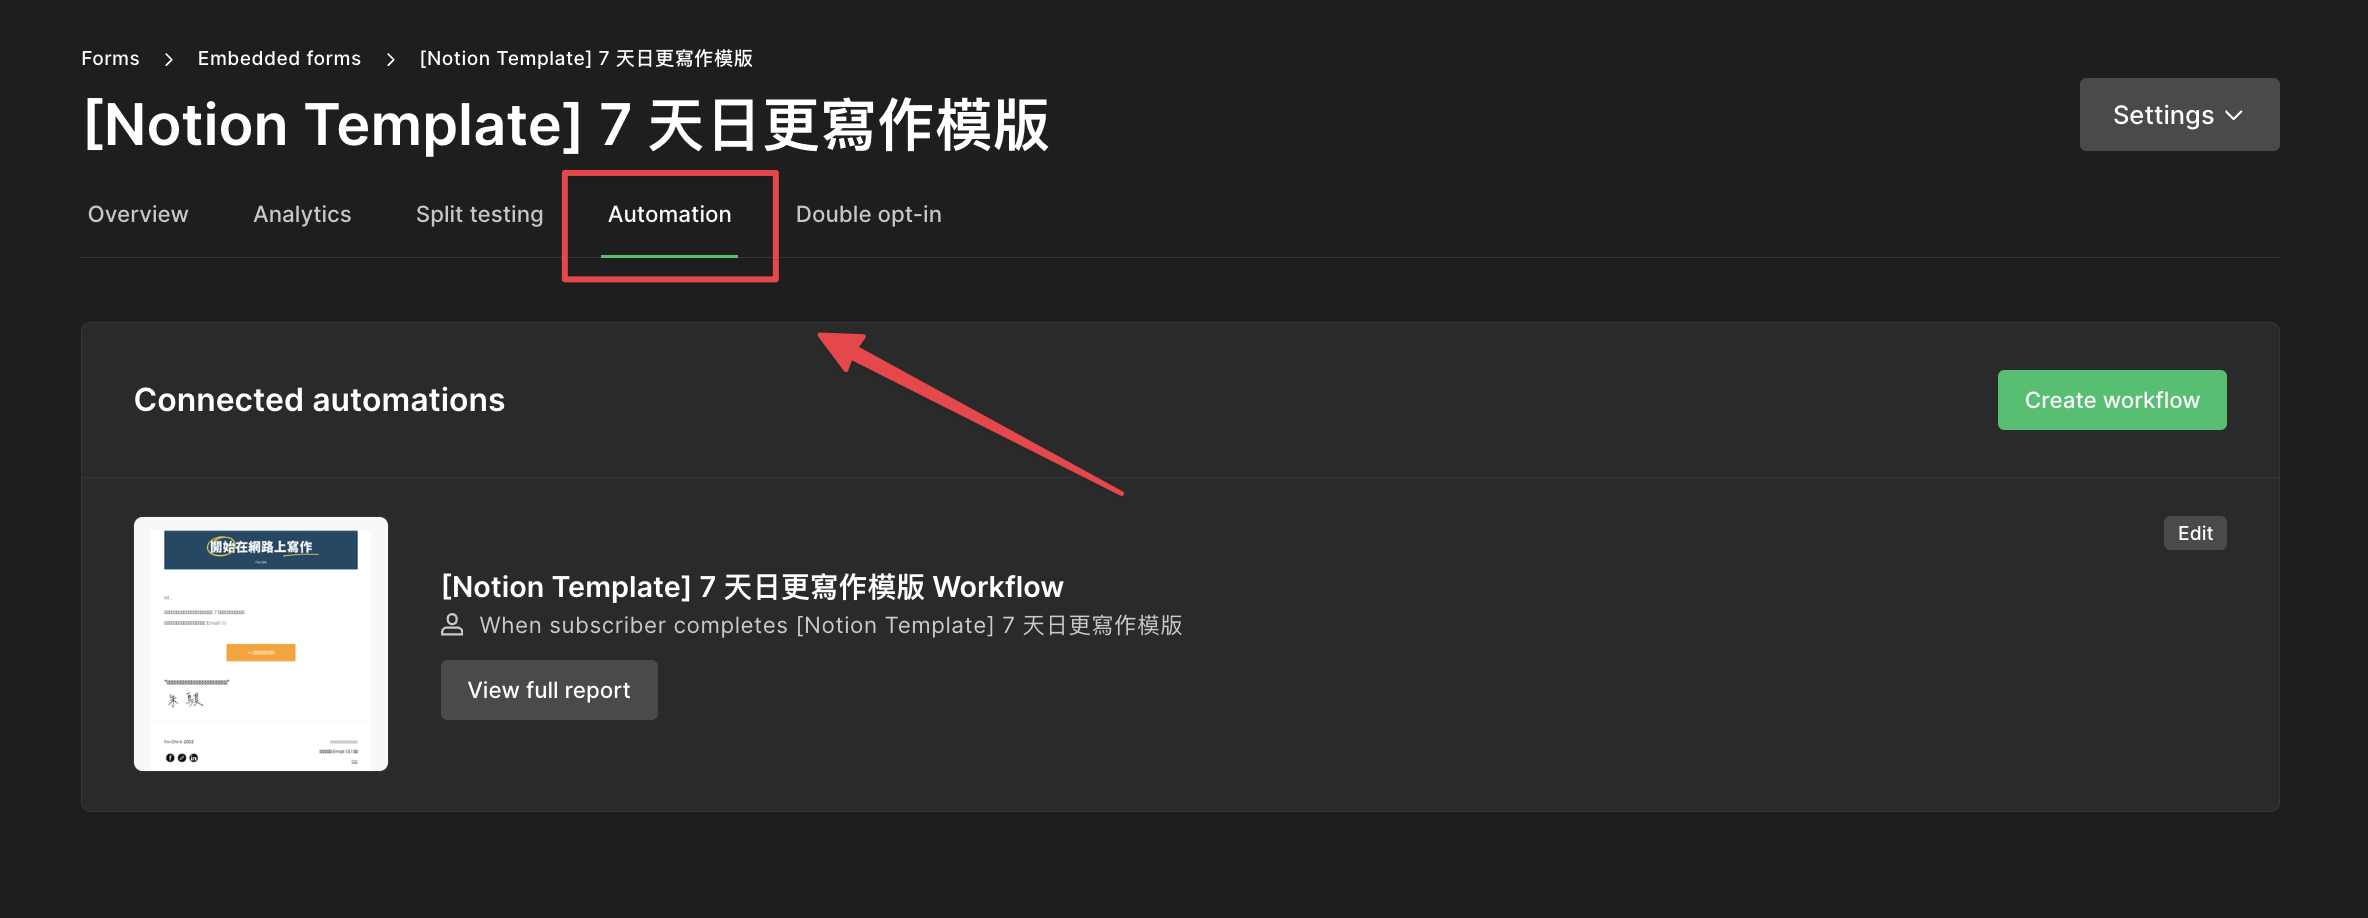 Forms > Embedded forms > [Notion Template] 7 天日更寫作模版
[Notion Template] 7 天日更寫作模版
Settings
Overview Analytics Split testing Automation Double opt-in
Connected automations
Create workflow
開始在網路上寫作
Edit
[Notion Template] 7 天日更寫作模版 Workflow
When subscriber completes [Notion Template] 7 天日更寫作模版
View full report
朱 騏